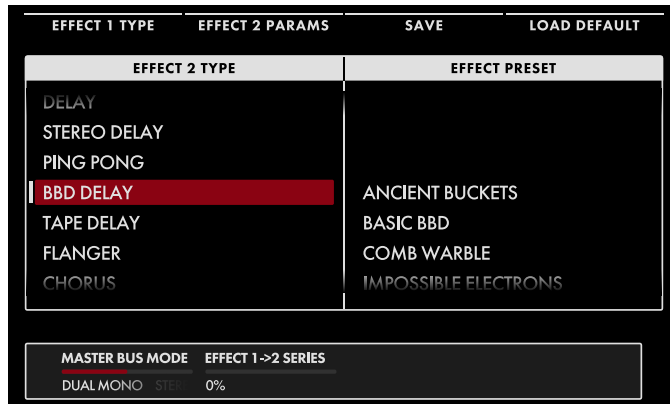 EFFECT 1 TYPE EFFECT 2 PARAMS SAVE LOAD DEFAULT
EFFECT 2 TYPE EFFECT PRESET
DELAY
STEREO DELAY
PING PONG
BBD DELAY ANCIENT BUCKETS
TAPE DELAY BASIC BBD
FLANGER COMB WARBLE
CHORUS IMPOSSIBLE ELECTRONS
MASTER BUS MODE EFFECT 1->2 SERIES
DUAL MONO STER 0%